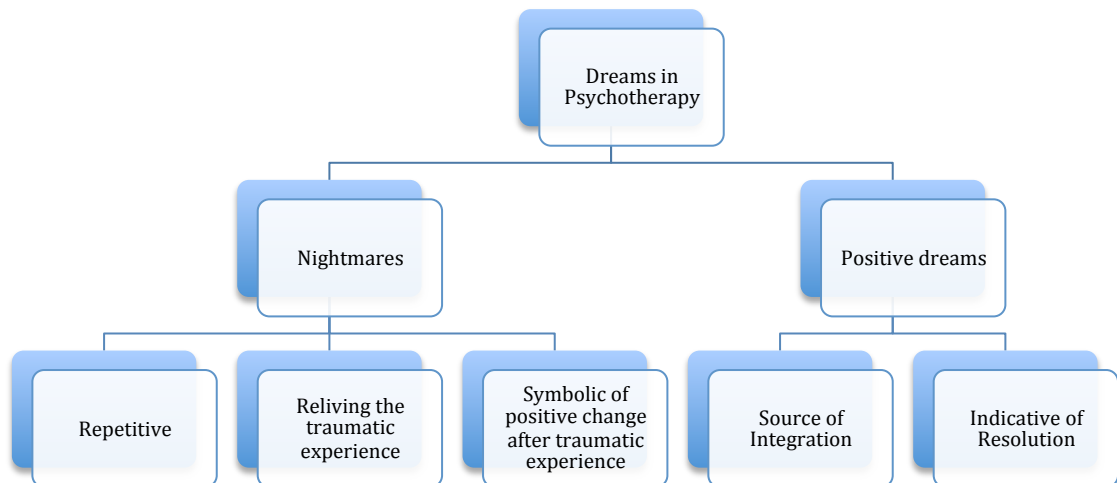 Dreams in
Psychotherapy
Nightmares
Positive dreams
Repetitive
Reliving the
traumatic
experience
Symbolic of
positive change
after traumatic
experience
Source of
Integration
Indicative of
Resolution